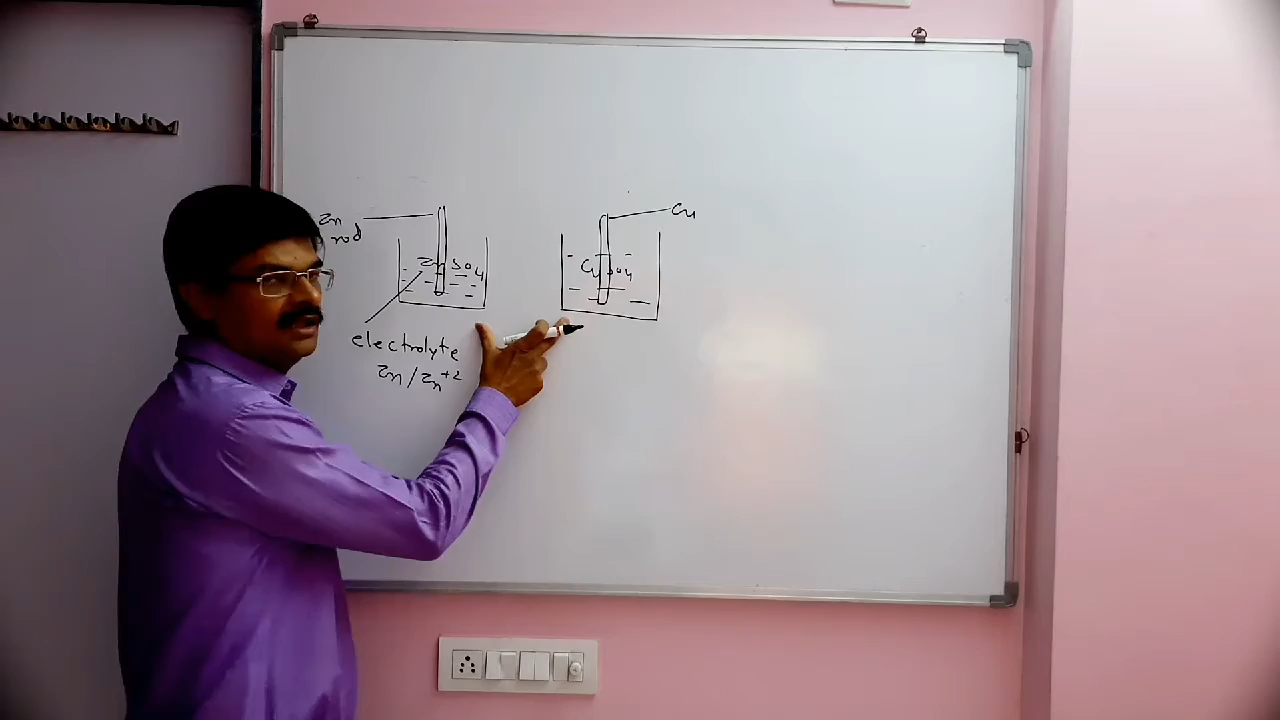 Zn
rod
ZnSO4
electrolyte
Zn/Zn+2
Cu
CuSO4